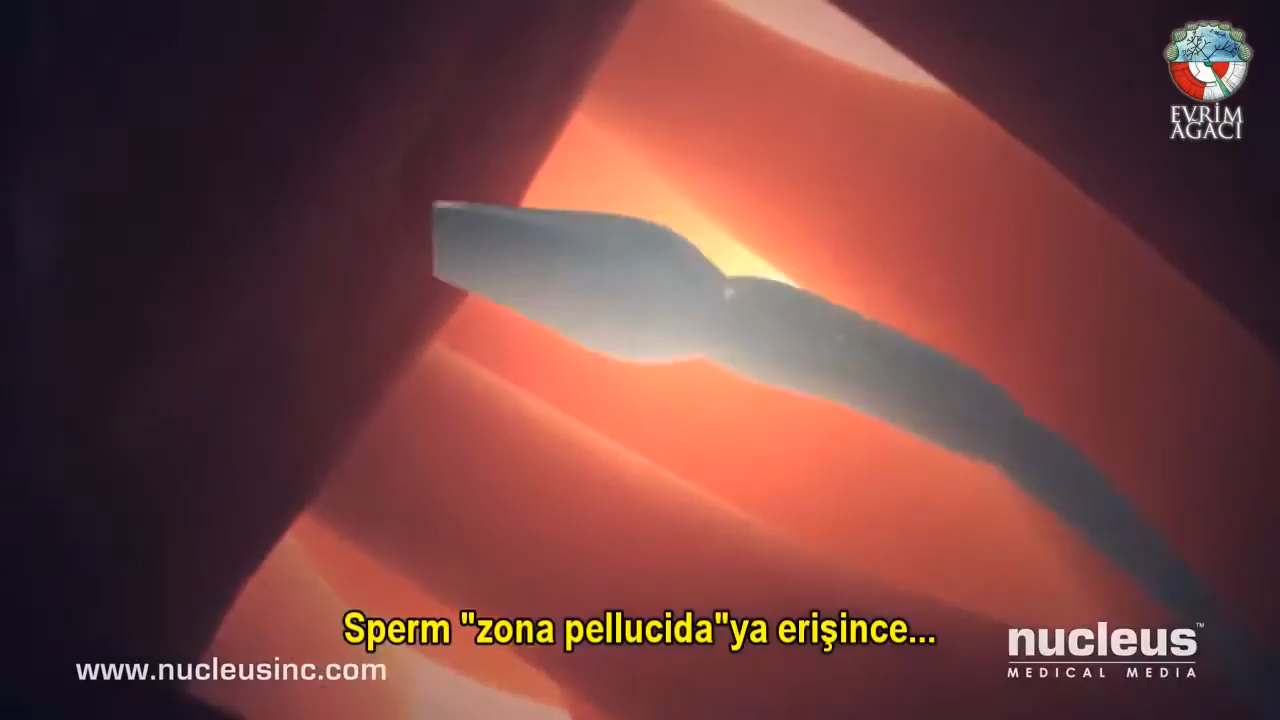 EVRİM
AĞACI
Sperm "zona pellucida"ya erişince...
www.nucleusinc.com
nucleus™
MEDICAL MEDIA